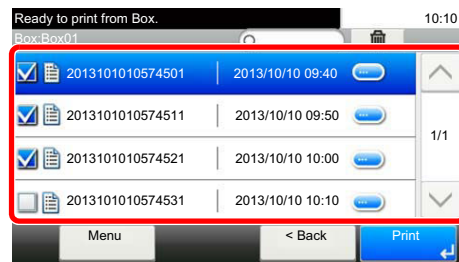 Ready to print from Box. 10:10
Box:Box01
2013101010574501 2013/10/10 09:40
2013101010574511 2013/10/10 09:50
1/1
2013101010574521 2013/10/10 10:00
2013101010574531 2013/10/10 10:10
Menu < Back Print